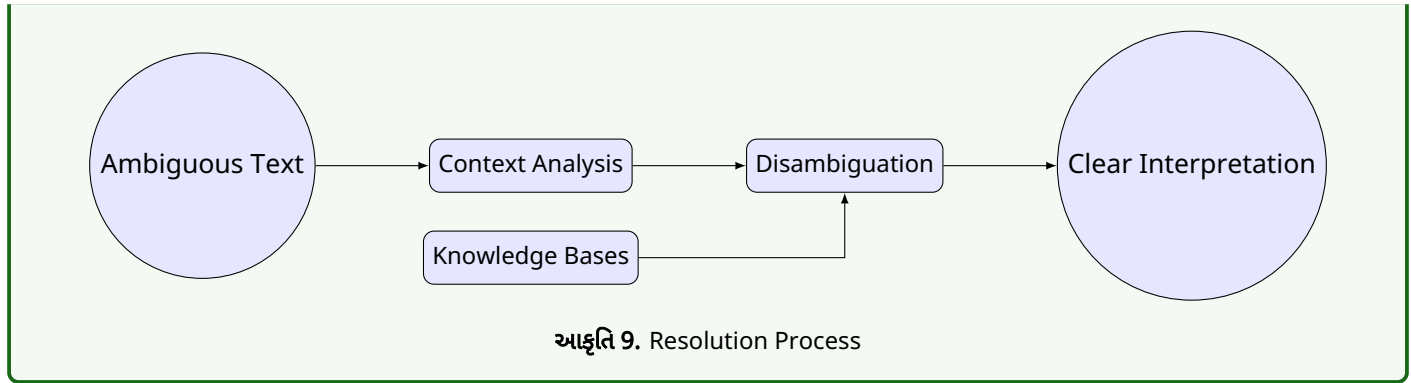 Ambiguous Text
Context Analysis
Disambiguation
Clear Interpretation
Knowledge Bases
આકૃતિ 9. Resolution Process